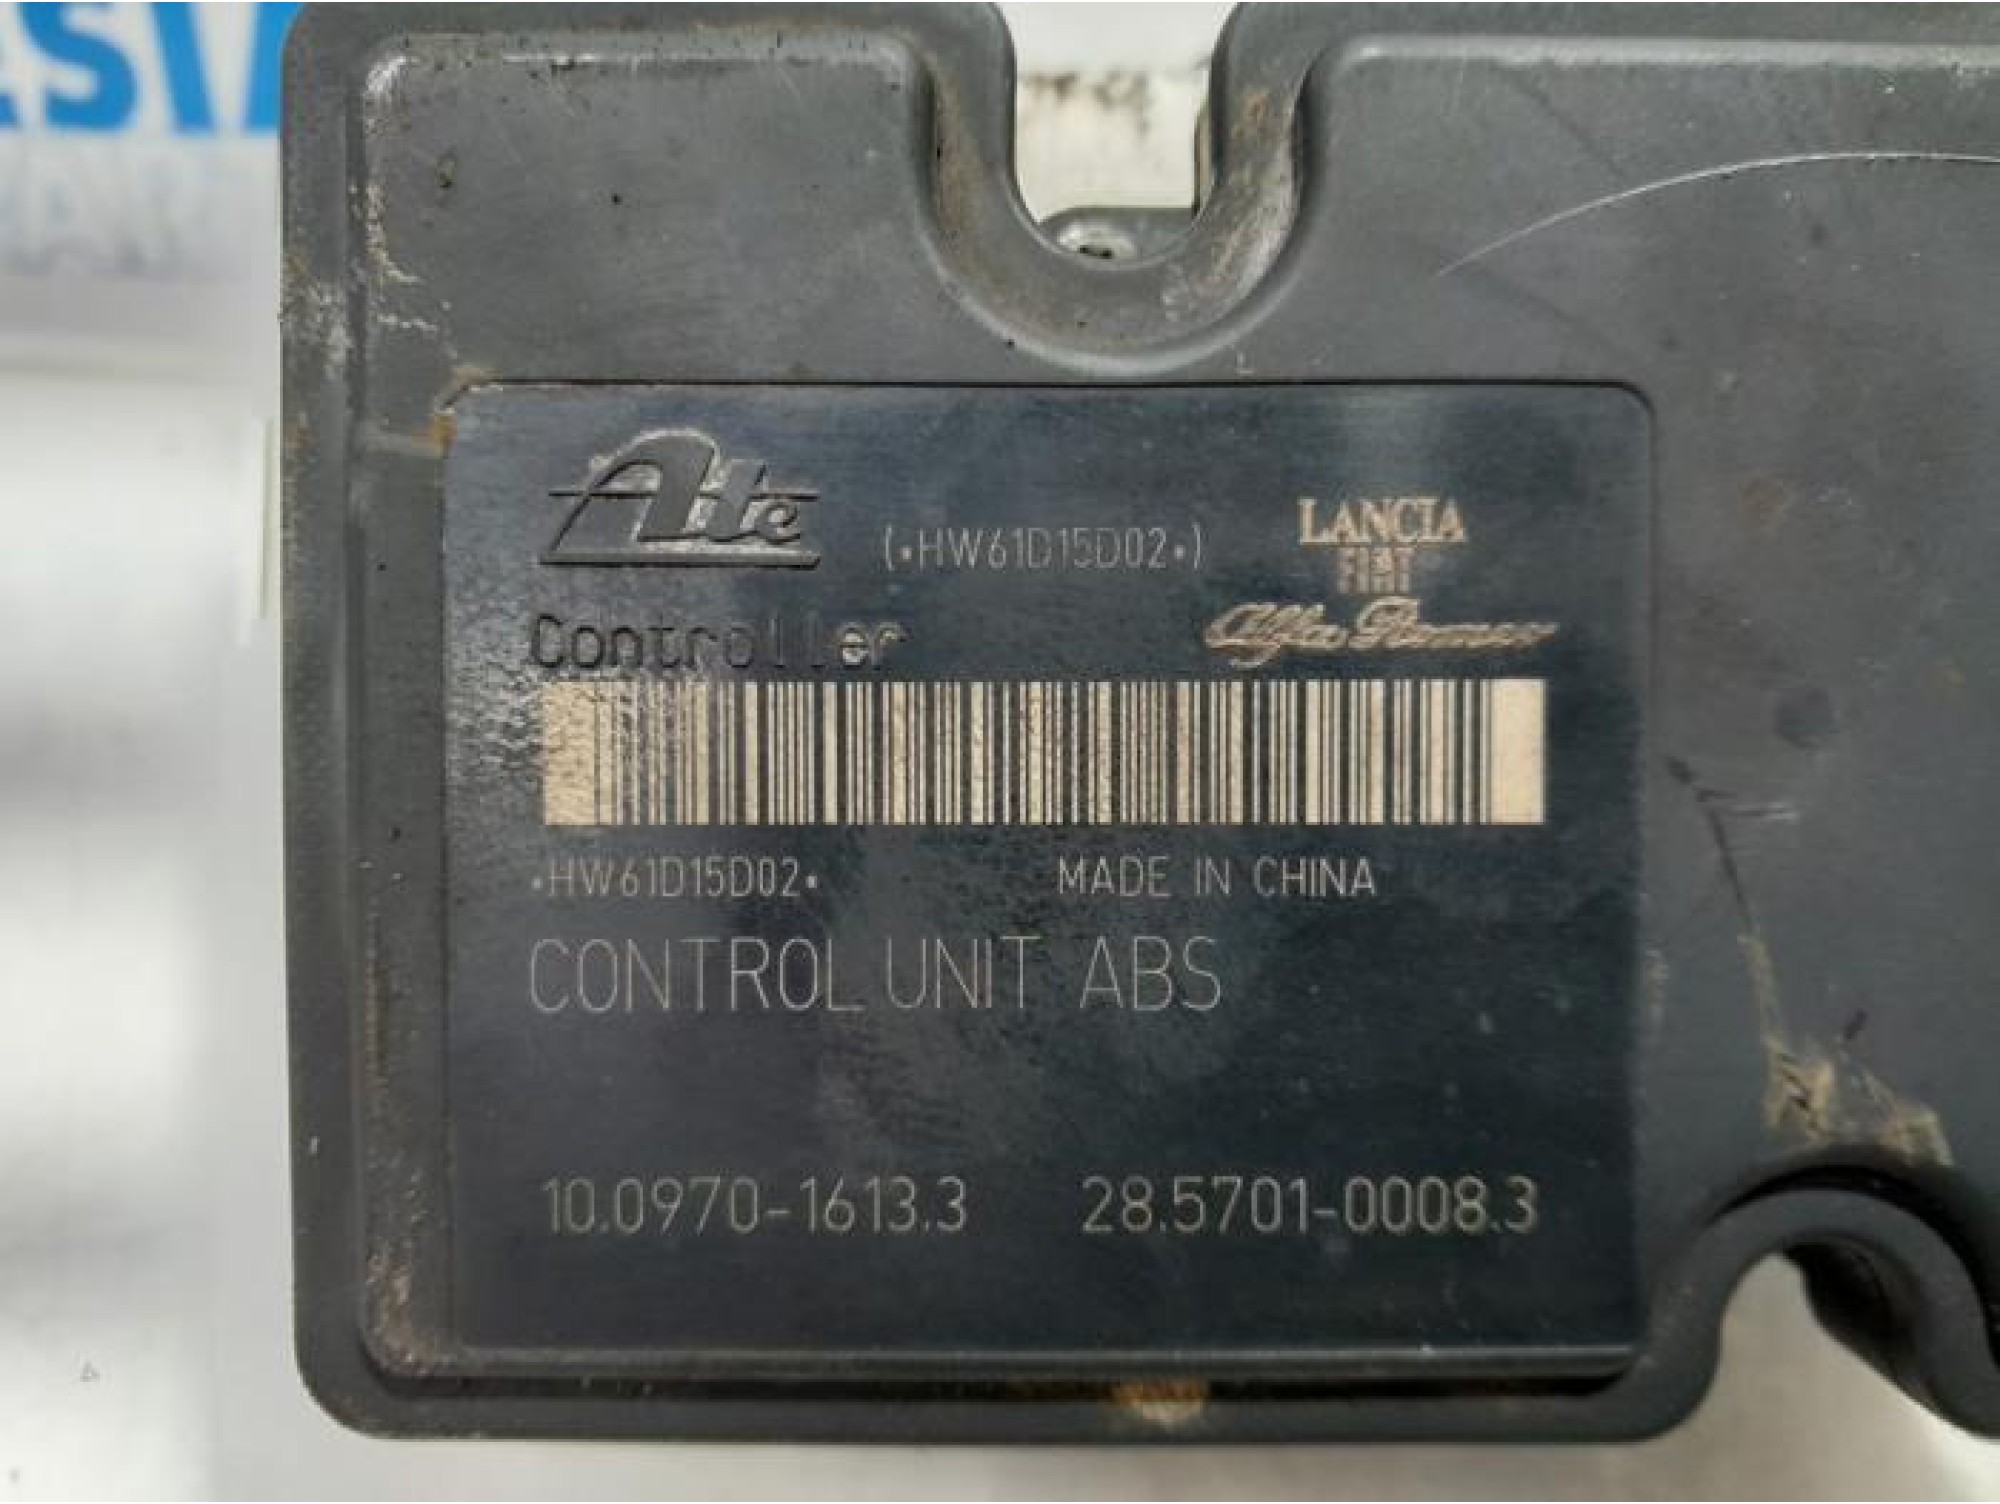 Ate (•HW61D15D02•) LANCIA
FIAT
Controller Alfa Romeo
•HW61D15D02• MADE IN CHINA
CONTROL UNIT ABS
10.0970-1613.3 28.5701-0008.3